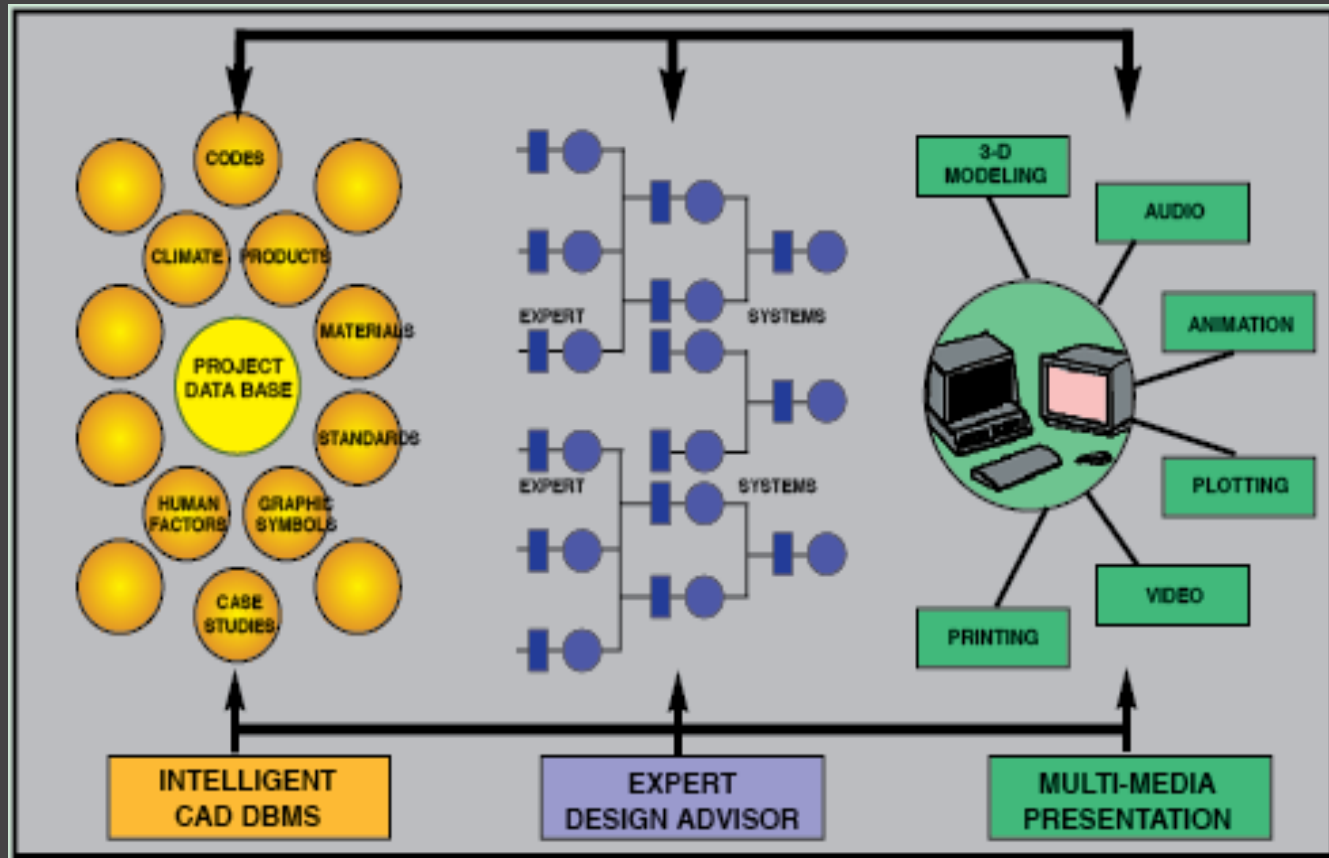 CODES
CLIMATE
PRODUCTS
MATERIALS
PROJECT
DATA BASE
STANDARDS
HUMAN
FACTORS
GRAPHIC
SYMBOLS
CASE
STUDIES
EXPERT
SYSTEMS
EXPERT
SYSTEMS
3-D
MODELING
AUDIO
ANIMATION
PLOTTING
VIDEO
PRINTING
INTELLIGENT
CAD DBMS
EXPERT
DESIGN ADVISOR
MULTI-MEDIA
PRESENTATION